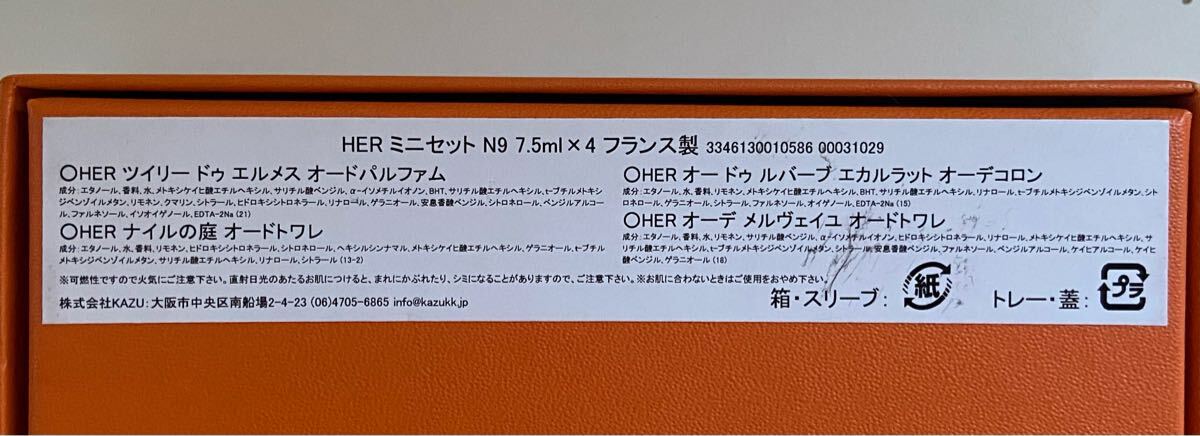 HER ミニセット N9 7.5ml×4 フランス製 3346130010586 00031029
〇HER ツイリー ドゥ エルメス オードパルファム
成分:エタノール、香料、水、メトキシケイヒ酸エチルヘキシル、サリチル酸ベンジル、α-イソメチルイオノン、BHT、サリチル酸エチルヘキシル、t-ブチルメトキシ
ジベンゾイルメタン、リモネン、クマリン、シトラール、ヒドロキシシトロネラール、リナロール、ゲラニオール、安息香酸ベンジル、シトロネロール、ベンジルアルコー
ル、ファルネソール、イソオイゲノール、EDTA-2Na (21)
〇HER ナイルの庭 オードトワレ
成分:エタノール、水、香料、リモネン、ヒドロキシシトロネラール、シトロネロール、ヘキシルシンナマル、メトキシケイヒ酸エチルヘキシル、ゲラニオール、t-ブチルメ
トキシジベンゾイルメタン、サリチル酸エチルヘキシル、リナロール、シトラール (13-2)
〇HER オー ドゥ ルバーブ エカルラット オーデコロン
成分:エタノール、香料、水、メトキシケイヒ酸エチルヘキシル、リモネン、サリチル酸エチルヘキシル、リナロール、t-ブチルメトキシジベンゾイルメタン、シト
ロネロール、ゲラニオール、シトラール、ファルネソール、オイゲノール、EDTA-2Na (15)
〇HER オーデ メルヴェイユ オードトワレ
成分:エタノール、香料、水、リモネン、サリチル酸ベンジル、α-イソメチルイオノン、ヒドロキシシトロネラール、リナロール、メトキシケイヒ酸エチルヘキシル、サ
リチル酸エチルヘキシル、t-ブチルメトキシジベンゾイルメタン、シトラール、安息香酸ベンジル、ファルネソール、ベンジルアルコール、ケイヒアルコール、ケイヒ
酸ベンジル、ゲラニオール (18)
※可燃性ですので火気にご注意下さい。直射日光のあたるお肌につけると、まれにかぶれたり、シミになることがありますので、ご注意下さい。※お肌に合わないときはご使用をおやめ下さい。
株式会社KAZU:大阪市中央区南船場2-4-23 (06)4705-6865 info@kazukk.jp
箱・スリーブ: 紙 トレー・蓋: プラ